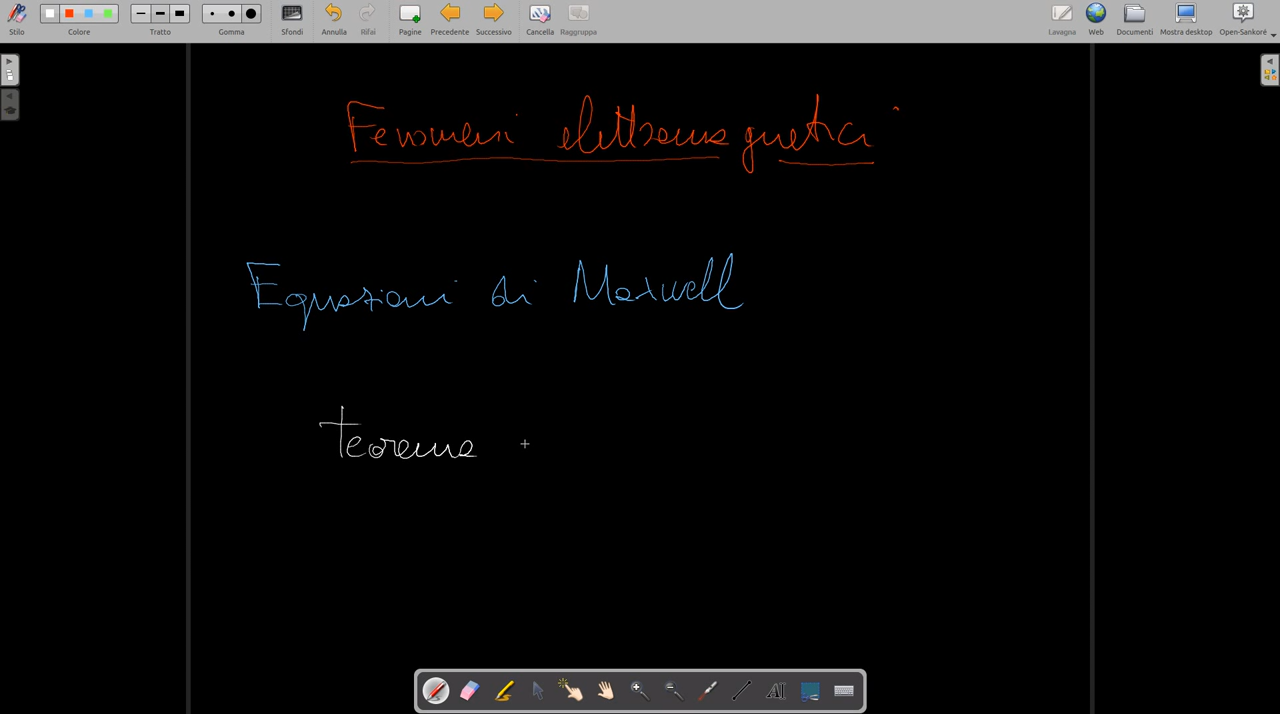 Stilo Colore Tratto Gomma Sfondi Annulla Rifai Pagine Precedente Successivo Cancella Raggruppa Lavagna Web Documenti Mostra desktop Open-Sankoré
Fenomeni elettromagnetici
Equazioni di Maxwell
teorema
AI